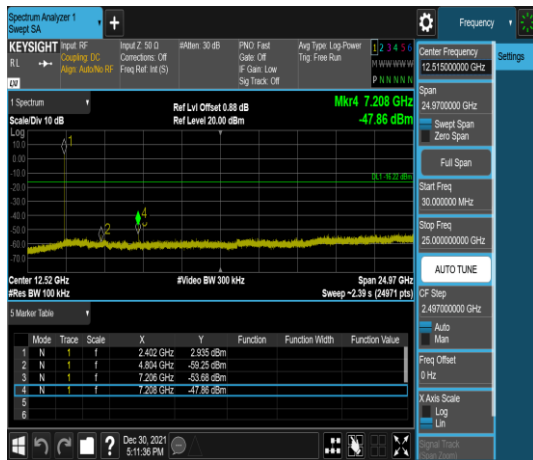 Spectrum Analyzer 1
Swept SA
+
Frequency
KEYSIGHT
RL
Input: RF
Coupling: DC
Align: Auto/No RF
Input Z: 50 Ω
Corrections: Off
Freq Ref: Int (S)
#Atten: 30 dB
PNO: Fast
Gate: Off
IF Gain: Low
Sig Track: Off
Avg Type: Log-Power
Trig: Free Run
1 2 3 4 5 6
M W W W W W
P N N N N N
LXI
1 Spectrum
Scale/Div 10 dB
Ref Lvl Offset 0.88 dB
Ref Level 20.00 dBm
Mkr4 7.208 GHz
-47.86 dBm
Log
10.0
0.00
-10.0
-20.0
-30.0
-40.0
-50.0
-60.0
-70.0
1
2
4
DL1 -16.22 dBm
Center 12.52 GHz
#Res BW 100 kHz
#Video BW 300 kHz
Span 24.97 GHz
Sweep ~2.39 s (24971 pts)
5 Marker Table
Mode Trace Scale X Y Function Function Width Function Value
1 N 1 f 2.402 GHz 2.935 dBm
2 N 1 f 4.804 GHz -59.25 dBm
3 N 1 f 7.206 GHz -53.68 dBm
4 N 1 f 7.208 GHz -47.86 dBm
5
6
?
Dec 30, 2021
5:11:36 PM
Center Frequency
12.515000000 GHz
Span
24.9700000 GHz
Swept Span
Zero Span
Full Span
Start Freq
30.000000 MHz
Stop Freq
25.000000000 GHz
AUTO TUNE
CF Step
2.497000000 GHz
Auto
Man
Freq Offset
0 Hz
X Axis Scale
Log
Lin
Signal Track
(Span Zoom)
Settings